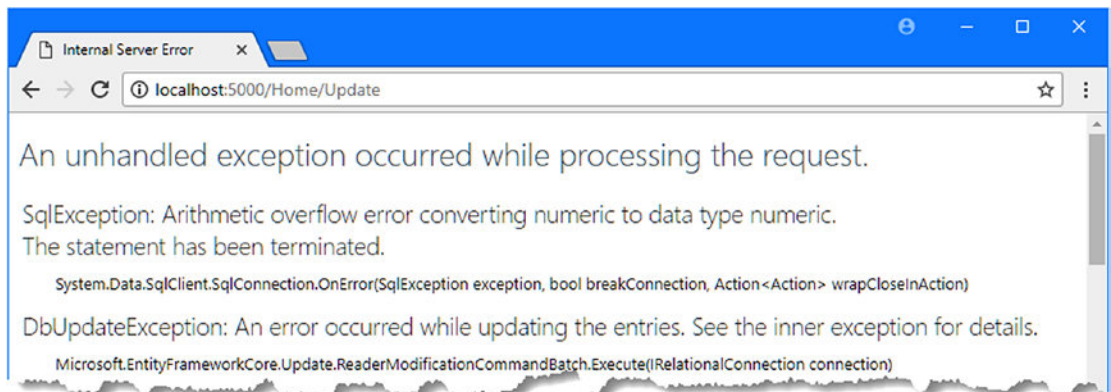 Internal Server Error
localhost:5000/Home/Update
An unhandled exception occurred while processing the request.
SqlException: Arithmetic overflow error converting numeric to data type numeric.
The statement has been terminated.
System.Data.SqlClient.SqlConnection.OnError(SqlException exception, bool breakConnection, Action<Action> wrapCloseInAction)
DbUpdateException: An error occurred while updating the entries. See the inner exception for details.
Microsoft.EntityFrameworkCore.Update.ReaderModificationCommandBatch.Execute(IRelationalConnection connection)